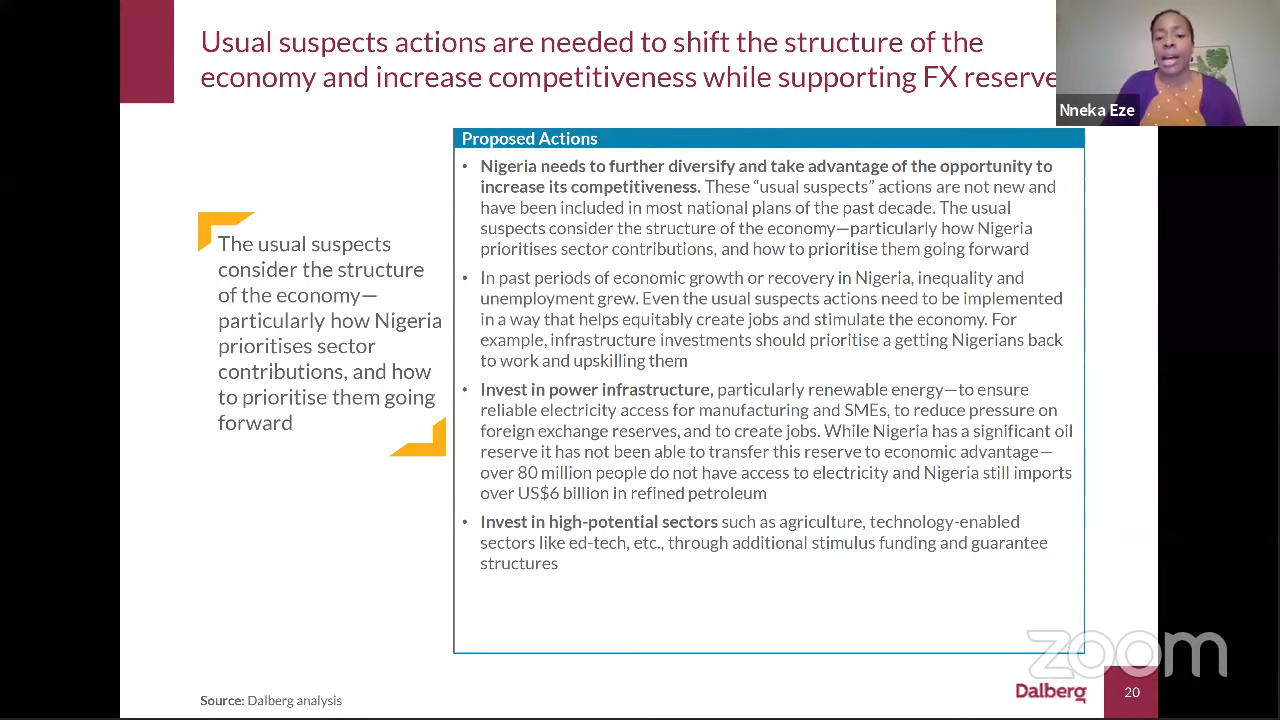 Usual suspects actions are needed to shift the structure of the
economy and increase competitiveness while supporting FX reserve
Nneka Eze
The usual suspects
consider the structure
of the economy—
particularly how Nigeria
prioritises sector
contributions, and how
to prioritise them going
forward
Proposed Actions
• Nigeria needs to further diversify and take advantage of the opportunity to
increase its competitiveness. These “usual suspects” actions are not new and
have been included in most national plans of the past decade. The usual
suspects consider the structure of the economy—particularly how Nigeria
prioritises sector contributions, and how to prioritise them going forward
• In past periods of economic growth or recovery in Nigeria, inequality and
unemployment grew. Even the usual suspects actions need to be implemented
in a way that helps equitably create jobs and stimulate the economy. For
example, infrastructure investments should prioritise a getting Nigerians back
to work and upskilling them
• Invest in power infrastructure, particularly renewable energy—to ensure
reliable electricity access for manufacturing and SMEs, to reduce pressure on
foreign exchange reserves, and to create jobs. While Nigeria has a significant oil
reserve it has not been able to transfer this reserve to economic advantage—
over 80 million people do not have access to electricity and Nigeria still imports
over US$6 billion in refined petroleum
• Invest in high-potential sectors such as agriculture, technology-enabled
sectors like ed-tech, etc., through additional stimulus funding and guarantee
structures
zoom
Source: Dalberg analysis
Dalberg
20